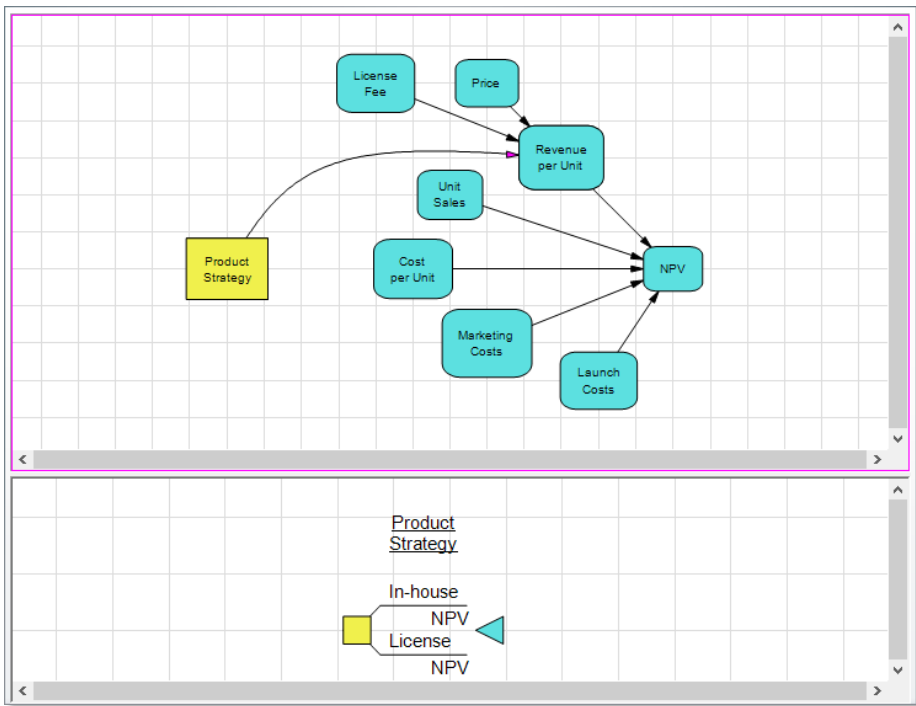 License
Fee
Price
Revenue
per Unit
Unit
Sales
Product
Strategy
Cost
per Unit
NPV
Marketing
Costs
Launch
Costs
Product
Strategy
In-house
NPV
License
NPV